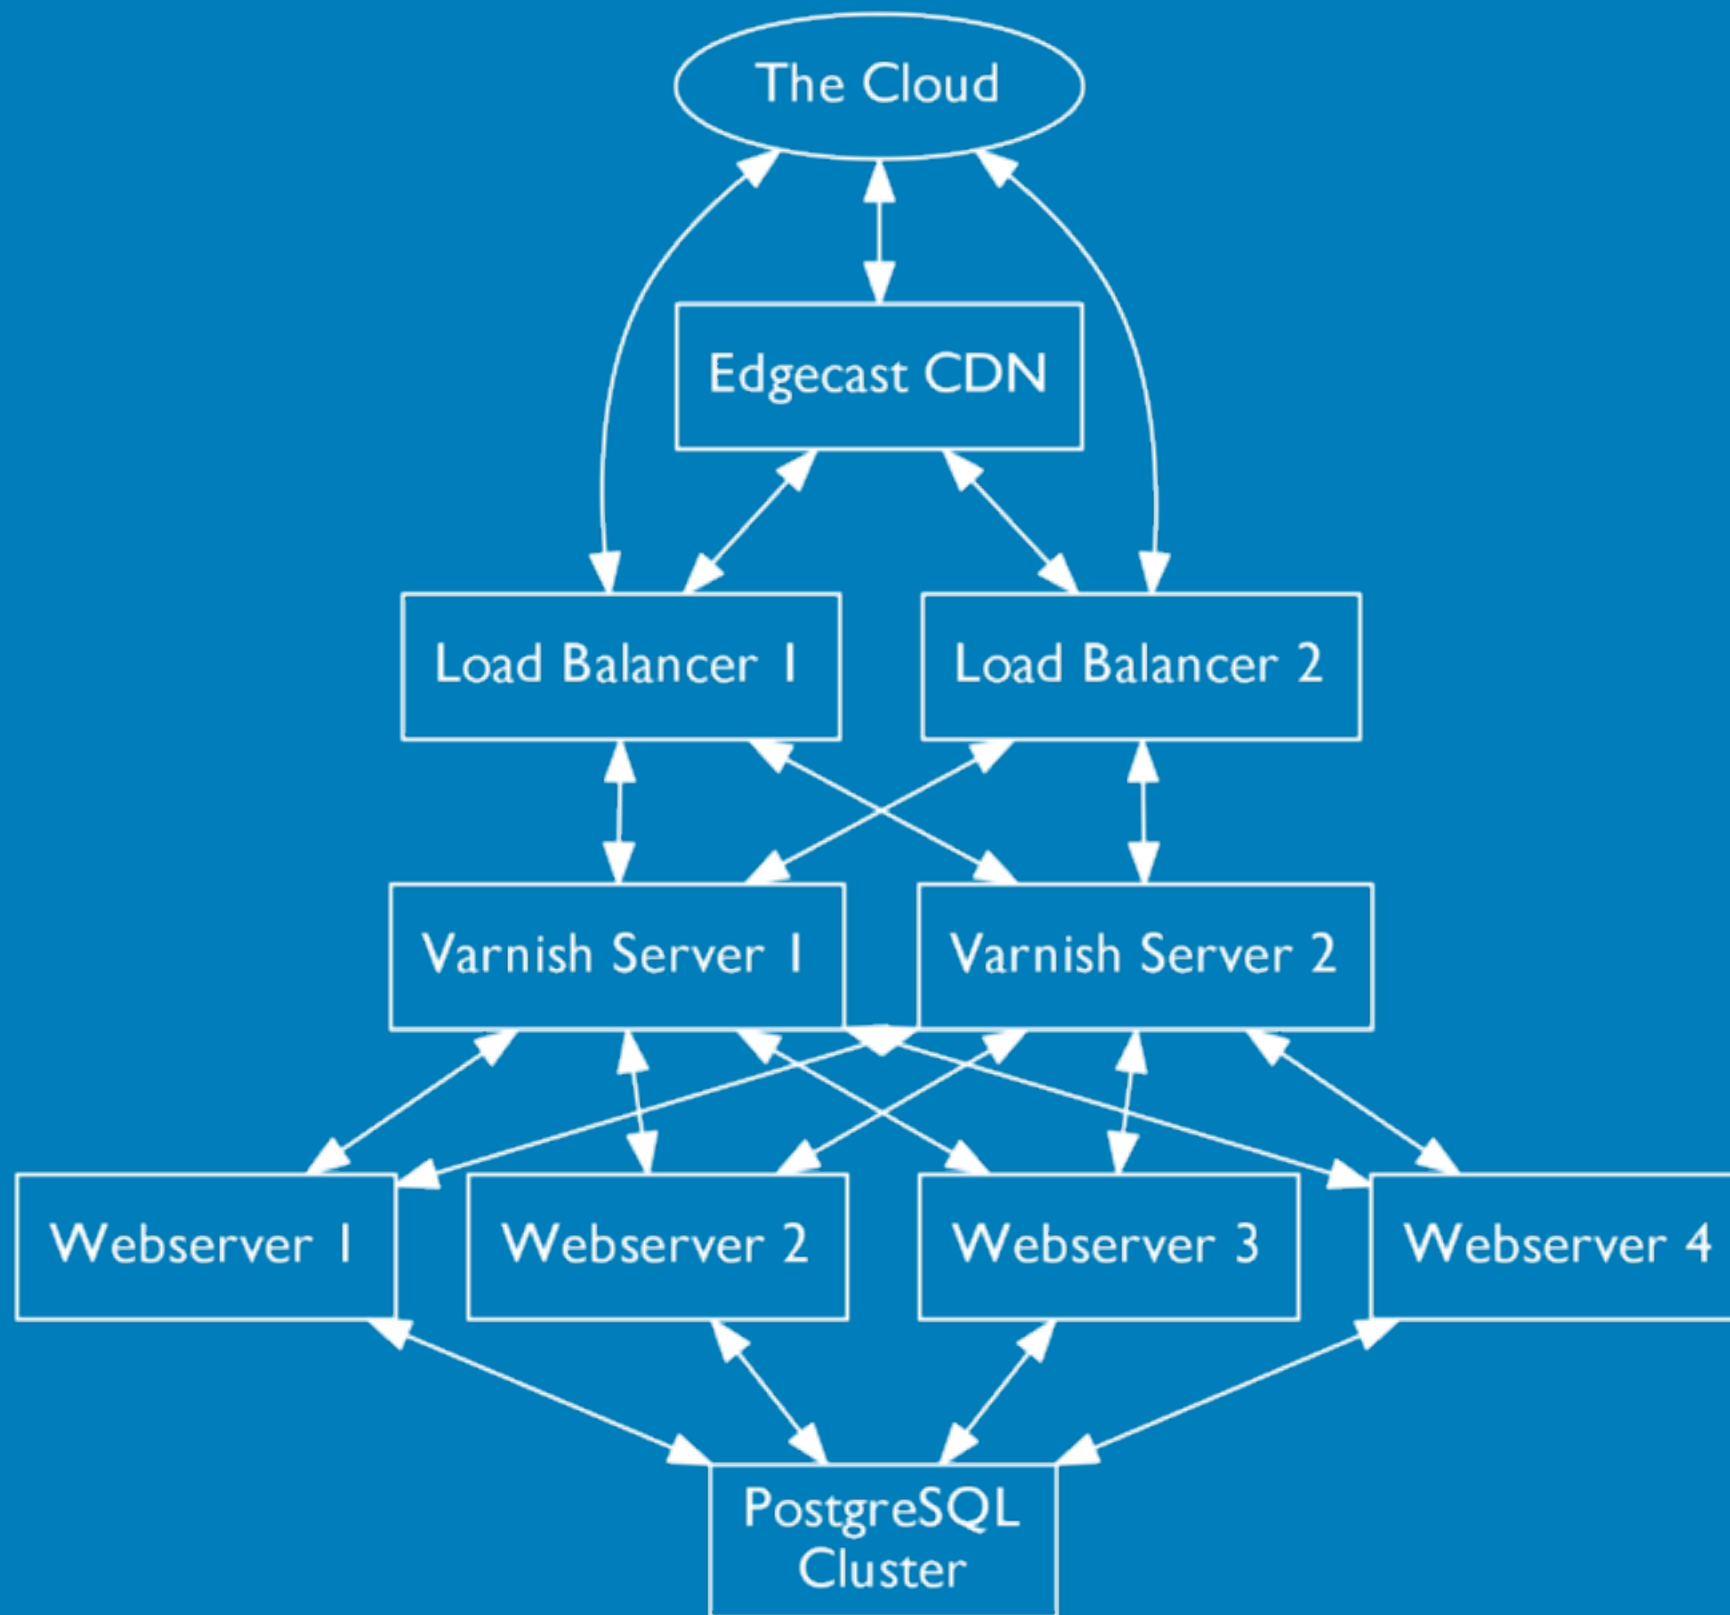 The Cloud
Edgecast CDN
Load Balancer 1
Load Balancer 2
Varnish Server 1
Varnish Server 2
Webserver 1
Webserver 2
Webserver 3
Webserver 4
PostgreSQL
Cluster